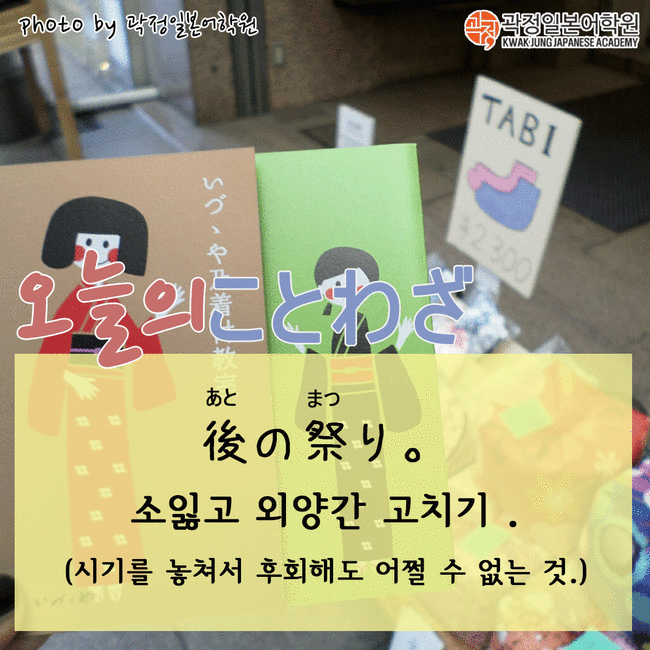 photo by 곽정일본어학원
곽정
곽정일본어학원
KWAK JUNG JAPANESE ACADEMY
TABI
¥2300
오늘의ことわざ
あと まつ
後の祭り。
소잃고 외양간 고치기 .
(시기를 놓쳐서 후회해도 어쩔 수 없는 것.)